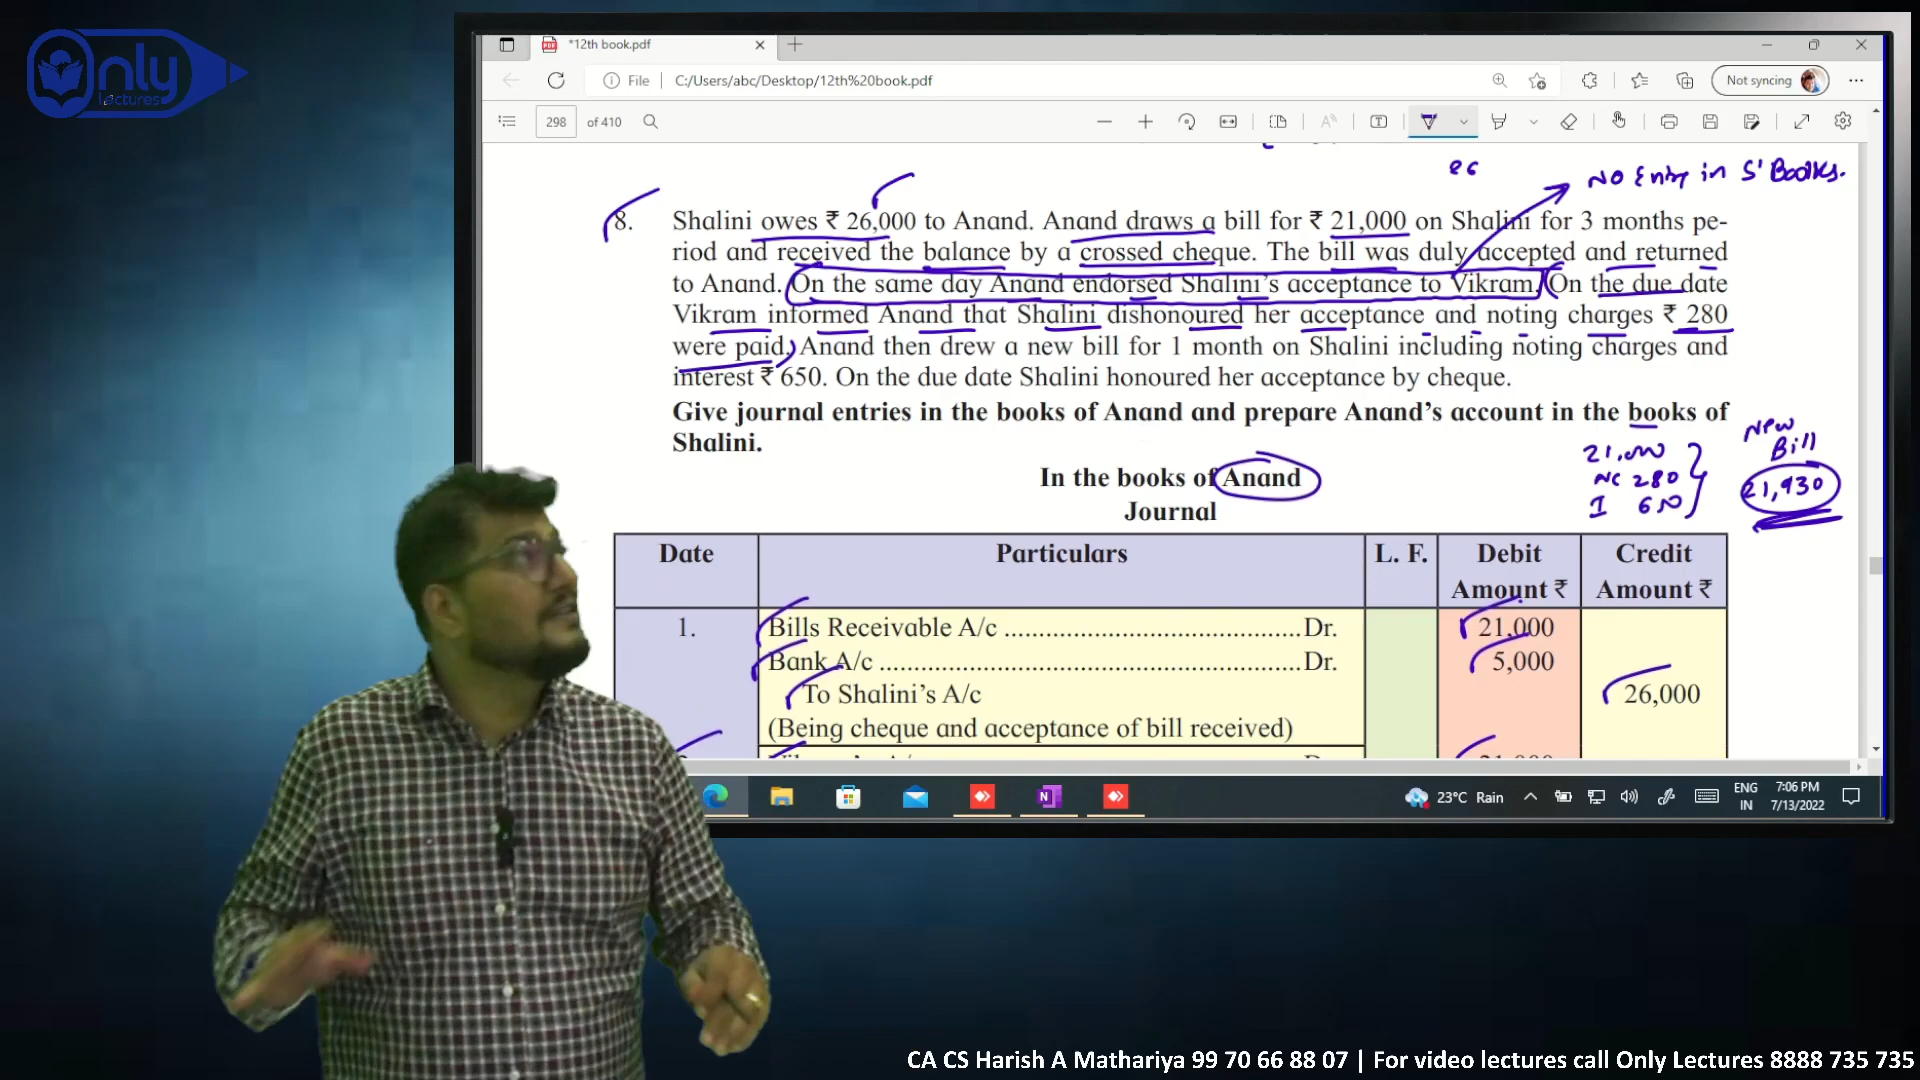 Only
Lectures
*12th book.pdf
File
C:/Users/abc/Desktop/12th%20book.pdf
Not syncing
298 of 410
26
NO Entry in S' Books.
8. Shalini owes ₹ 26,000 to Anand. Anand draws a bill for ₹ 21,000 on Shalini for 3 months pe-
riod and received the balance by a crossed cheque. The bill was duly accepted and returned
to Anand. On the same day Anand endorsed Shalini's acceptance to Vikram. On the due date
Vikram informed Anand that Shalini dishonoured her acceptance and noting charges ₹ 280
were paid. Anand then drew a new bill for 1 month on Shalini including noting charges and
interest ₹ 650. On the due date Shalini honoured her acceptance by cheque.
Give journal entries in the books of Anand and prepare Anand's account in the books of
Shalini.
21,000
NC 280
I 650
New
Bill
21,930
In the books of Anand
Journal
Date Particulars L. F. Debit Amount ₹ Credit Amount ₹
1. Bills Receivable A/c ............................................. Dr. 21,000
Bank A/c ................................................................ Dr. 5,000
To Shalini's A/c 26,000
(Being cheque and acceptance of bill received)
23°C Rain
ENG
IN
7:06 PM
7/13/2022
CA CS Harish A Mathariya 99 70 66 88 07 | For video lectures call Only Lectures 8888 735 735